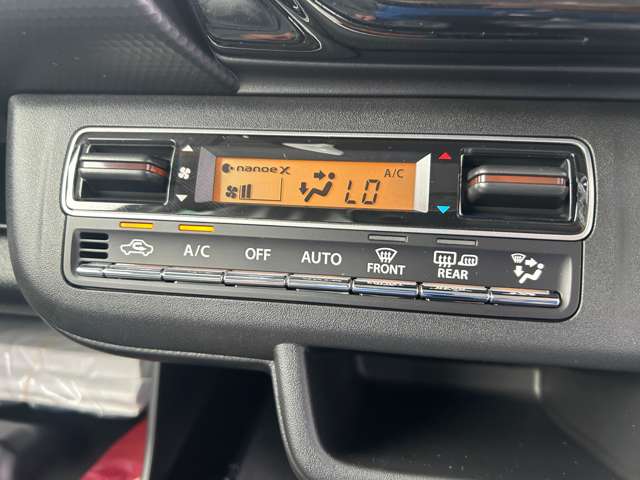 nanoe X
A/C
LO
A/C
OFF
AUTO
FRONT
REAR